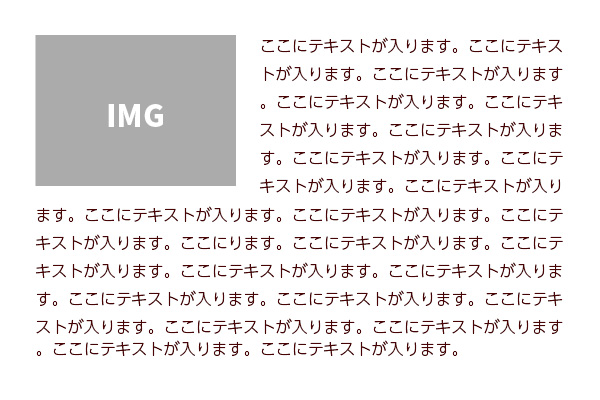 IMG
ここにテキストが入ります。ここにテキス
トが入ります。ここにテキストが入ります
。ここにテキストが入ります。ここにテキ
ストが入ります。ここにテキストが入りま
す。ここにテキストが入ります。ここにテ
キストが入ります。ここにテキストが入り
ます。ここにテキストが入ります。ここにテキストが入ります。ここにテ
キストが入ります。ここにります。ここにテキストが入ります。ここにテ
キストが入ります。ここにテキストが入ります。ここにテキストが入りま
す。ここにテキストが入ります。ここにテキストが入ります。ここにテキ
ストが入ります。ここにテキストが入ります。ここにテキストが入ります
。ここにテキストが入ります。ここにテキストが入ります。